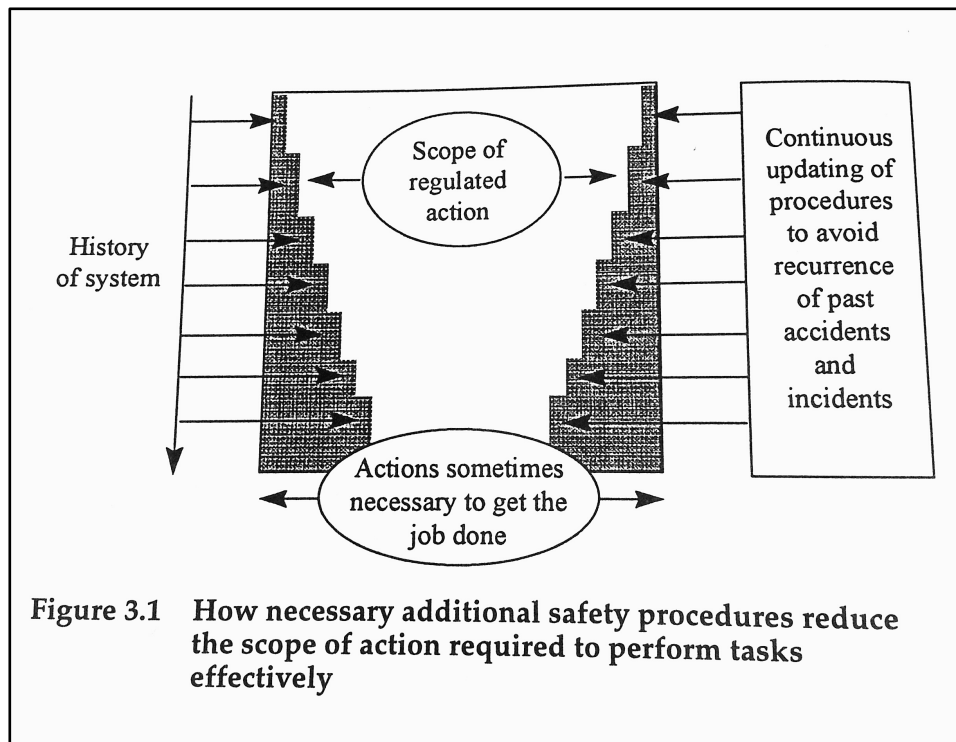 Scope of
regulated
action
History
of system
Continuous
updating of
procedures
to avoid
recurrence
of past
accidents
and
incidents
Actions sometimes
necessary to get the
job done
Figure 3.1 How necessary additional safety procedures reduce
the scope of action required to perform tasks
effectively